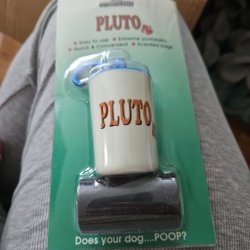 PLUTO
• Easy to use • Extreme portability
• Quick & Convenient • Scented bags
PLUTO
Does your dog....POOP?